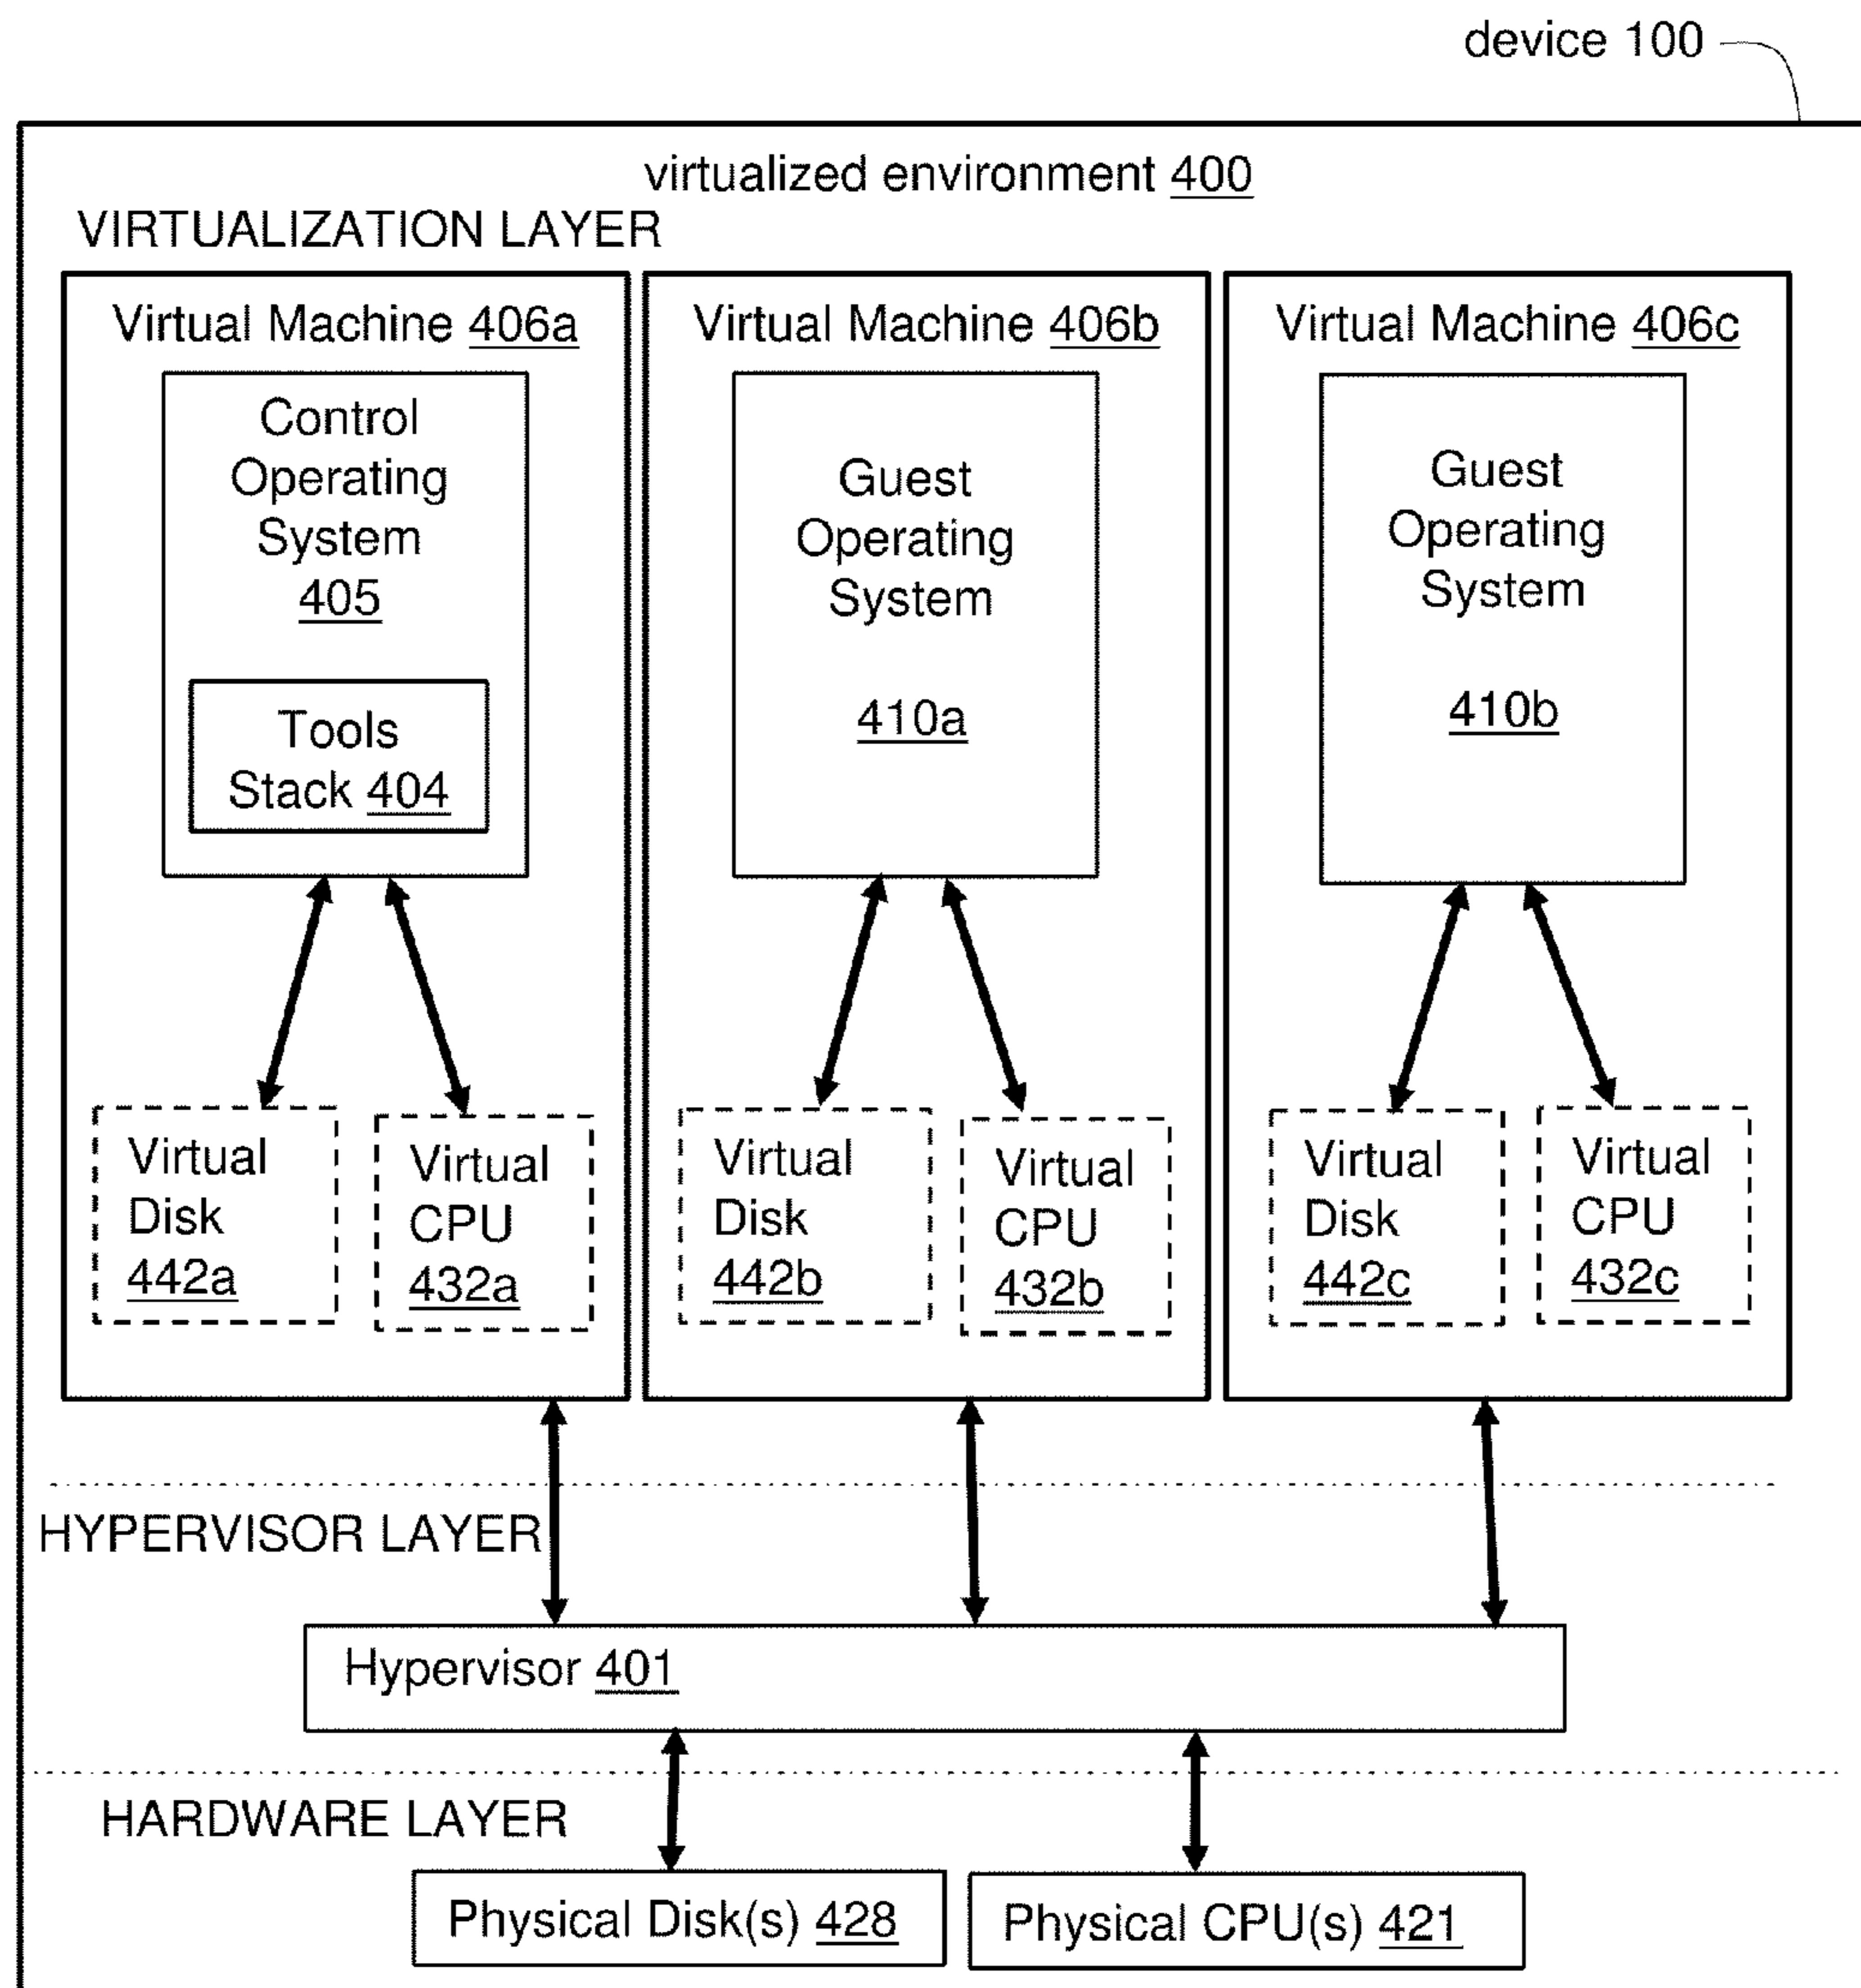 device 100
virtualized environment 400
VIRTUALIZATION LAYER
Virtual Machine 406a
Control
Operating
System
405
Tools
Stack 404
Virtual
Disk
442a
Virtual
CPU
432a
Virtual Machine 406b
Guest
Operating
System
410a
Virtual
Disk
442b
Virtual
CPU
432b
Virtual Machine 406c
Guest
Operating
System
410b
Virtual
Disk
442c
Virtual
CPU
432c
HYPERVISOR LAYER
Hypervisor 401
HARDWARE LAYER
Physical Disk(s) 428
Physical CPU(s) 421